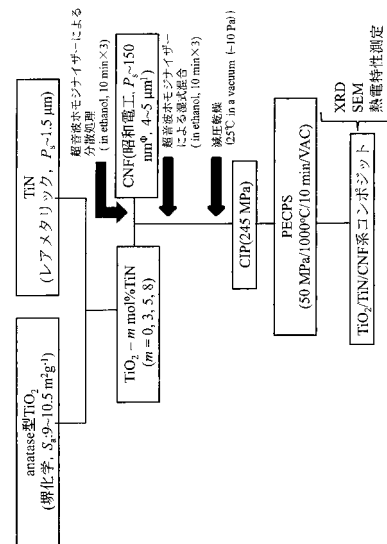 anatase型TiO2
(堺化学, Sa:9~10.5 m2g-1)
TiN
(レアメタリック, Ps~1.5 μm)
超音波ホモジナイザーによる
分散処理
(in ethanol, 10 min×3)
TiO2 – m mol%TiN
(m = 0, 3, 5, 8)
CNF(昭和電工, Ps~150
nmΦ, 4~5 μml)
超音波ホモジナイザー
による湿式混合
(in ethanol, 10 min×3)
減圧乾燥
(25℃ in a vacuum (~10 Pa)
CIP(245 MPa)
PECPS
(50 MPa/1000°C/10 min/VAC)
TiO2/TiN/CNF系コンポジット
XRD
SEM
熱電特性測定